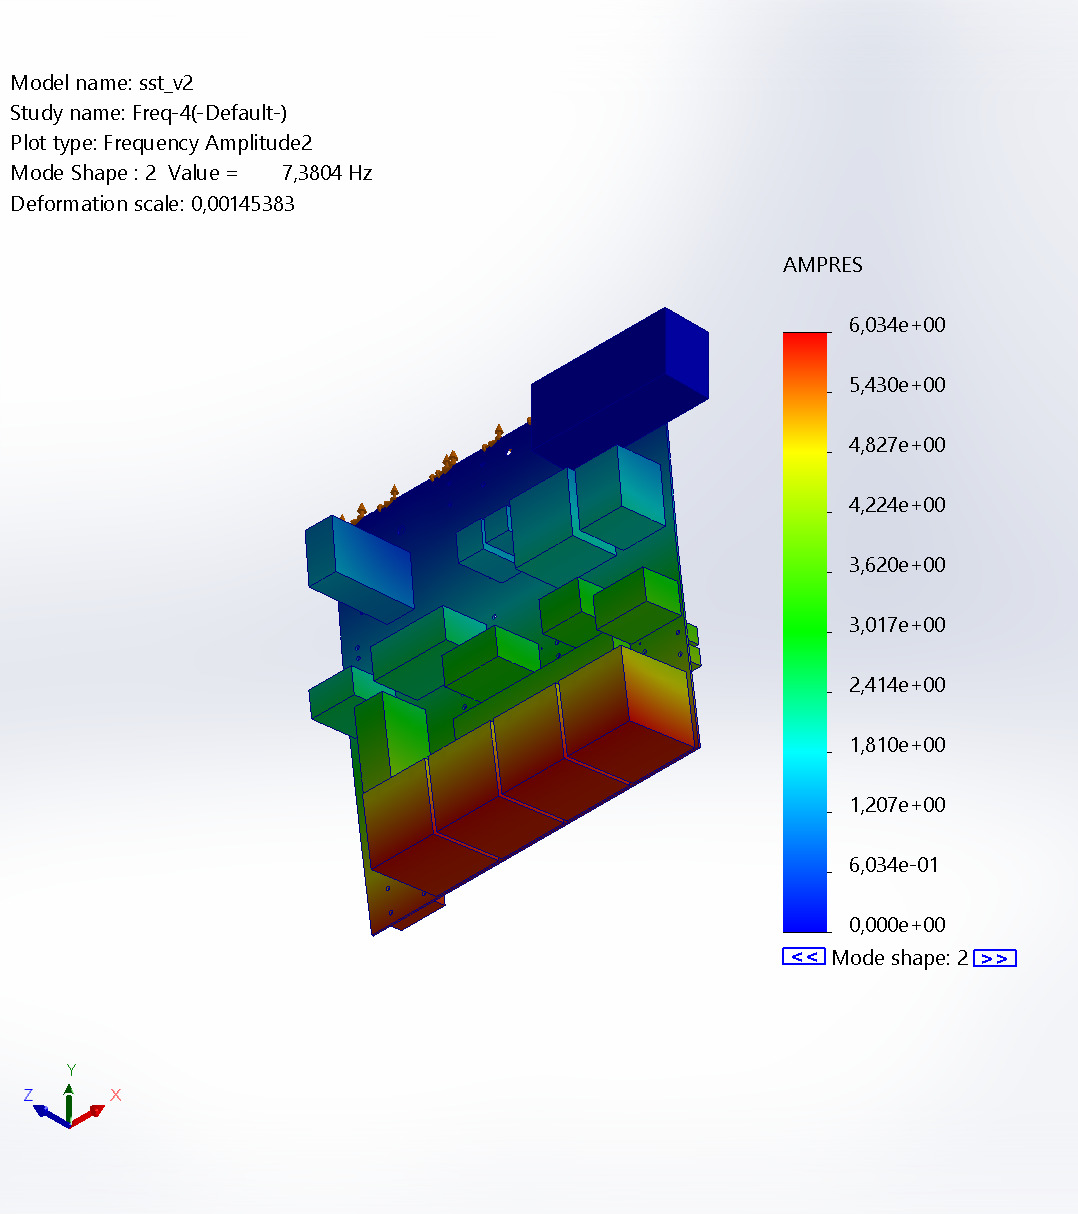 Model name: sst_v2
Study name: Freq-4(-Default-)
Plot type: Frequency Amplitude2
Mode Shape : 2 Value = 7,3804 Hz
Deformation scale: 0,00145383
AMPRES
6,034e+00
5,430e+00
4,827e+00
4,224e+00
3,620e+00
3,017e+00
2,414e+00
1,810e+00
1,207e+00
6,034e-01
0,000e+00
<< Mode shape: 2 >>
Y
Z X